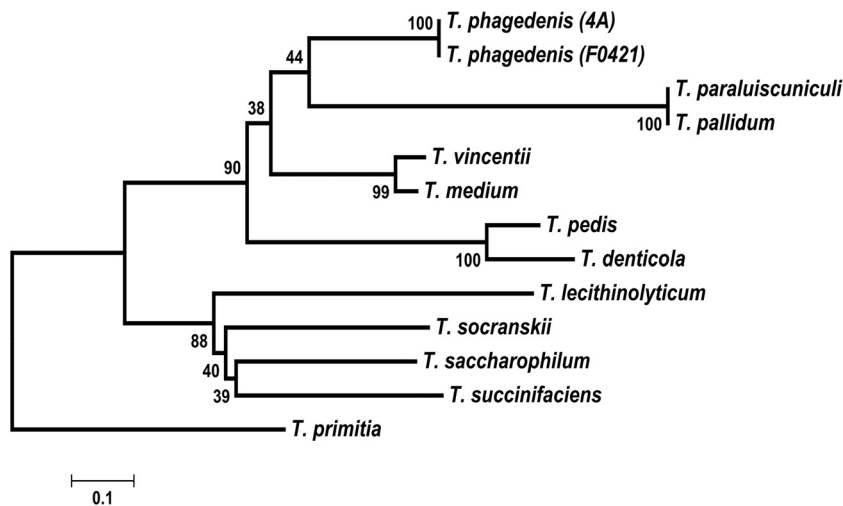 100
T. phagedenis (4A)
44
T. phagedenis (F0421)
T. paraluiscuniculi
38
100
T. pallidum
90
T. vincentii
99
T. medium
T. pedis
100
T. denticola
T. lecithinolyticum
88
T. socranskii
40
T. saccharophilum
39
T. succinifaciens
T. primitia
0.1